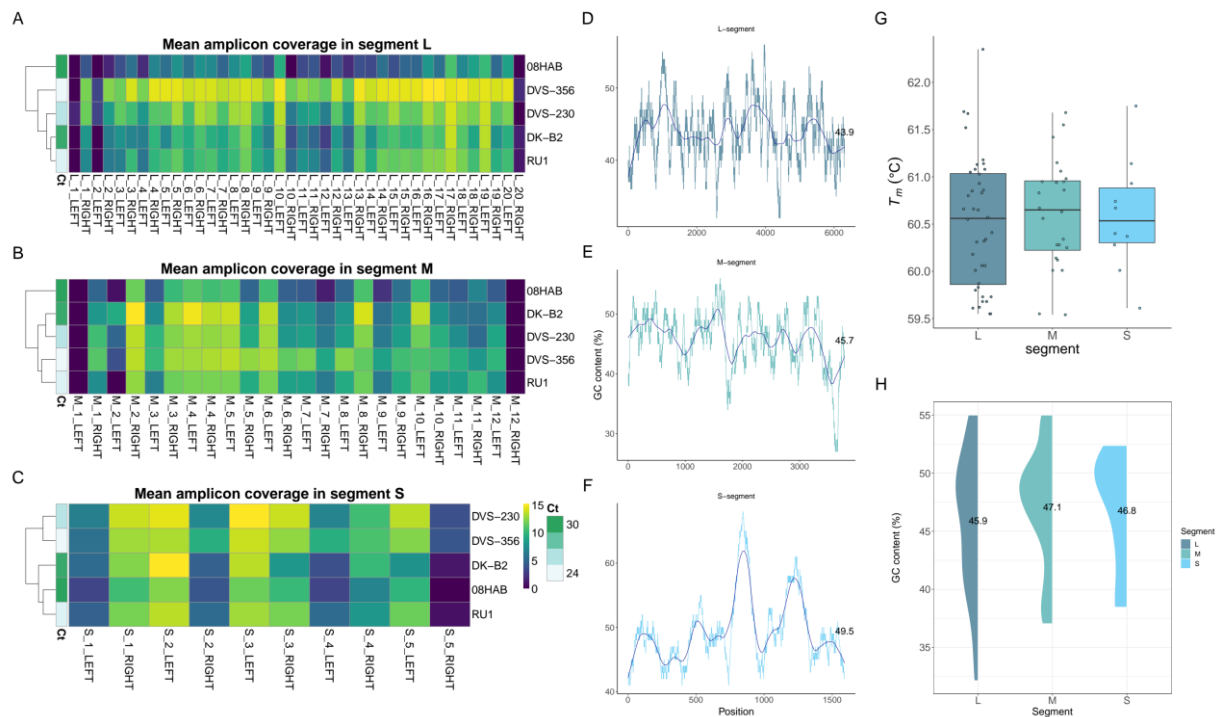 A
Mean amplicon coverage in segment L
08HAB
DVS−356
DVS−230
DK−B2
RU1
Ct
L_1_LEFT
L_1_RIGHT
L_2_LEFT
L_2_RIGHT
L_3_LEFT
L_3_RIGHT
L_4_LEFT
L_4_RIGHT
L_5_LEFT
L_5_RIGHT
L_6_LEFT
L_6_RIGHT
L_7_LEFT
L_7_RIGHT
L_8_LEFT
L_8_RIGHT
L_9_LEFT
L_9_RIGHT
L_10_LEFT
L_10_RIGHT
L_11_LEFT
L_11_RIGHT
L_12_LEFT
L_12_RIGHT
L_13_LEFT
L_13_RIGHT
L_14_LEFT
L_14_RIGHT
L_15_LEFT
L_15_RIGHT
L_16_LEFT
L_16_RIGHT
L_17_LEFT
L_17_RIGHT
L_18_LEFT
L_18_RIGHT
L_19_LEFT
L_19_RIGHT
L_20_LEFT
L_20_RIGHT
B
Mean amplicon coverage in segment M
08HAB
DK−B2
DVS−230
DVS−356
RU1
Ct
M_1_LEFT
M_1_RIGHT
M_2_LEFT
M_2_RIGHT
M_3_LEFT
M_3_RIGHT
M_4_LEFT
M_4_RIGHT
M_5_LEFT
M_5_RIGHT
M_6_LEFT
M_6_RIGHT
M_7_LEFT
M_7_RIGHT
M_8_LEFT
M_8_RIGHT
M_9_LEFT
M_9_RIGHT
M_10_LEFT
M_10_RIGHT
M_11_LEFT
M_11_RIGHT
M_12_LEFT
M_12_RIGHT
C
Mean amplicon coverage in segment S
DVS−230
DVS−356
DK−B2
08HAB
RU1
Ct
S_1_LEFT
S_1_RIGHT
S_2_LEFT
S_2_RIGHT
S_3_LEFT
S_3_RIGHT
S_4_LEFT
S_4_RIGHT
S_5_LEFT
S_5_RIGHT
15
10
5
0
Ct
30
24
D
L−segment
50
40
43.9
0 2000 4000 6000
E
M−segment
GC content (%)
50
40
30
45.7
0 1000 2000 3000
F
S−segment
60
50
40
49.5
0 500 1000 1500
Position
G
Tm (°C)
62.0
61.5
61.0
60.5
60.0
59.5
L M S
segment
H
GC content (%)
55
50
45
40
35
45.9
47.1
46.8
L M S
Segment
Segment
L
M
S